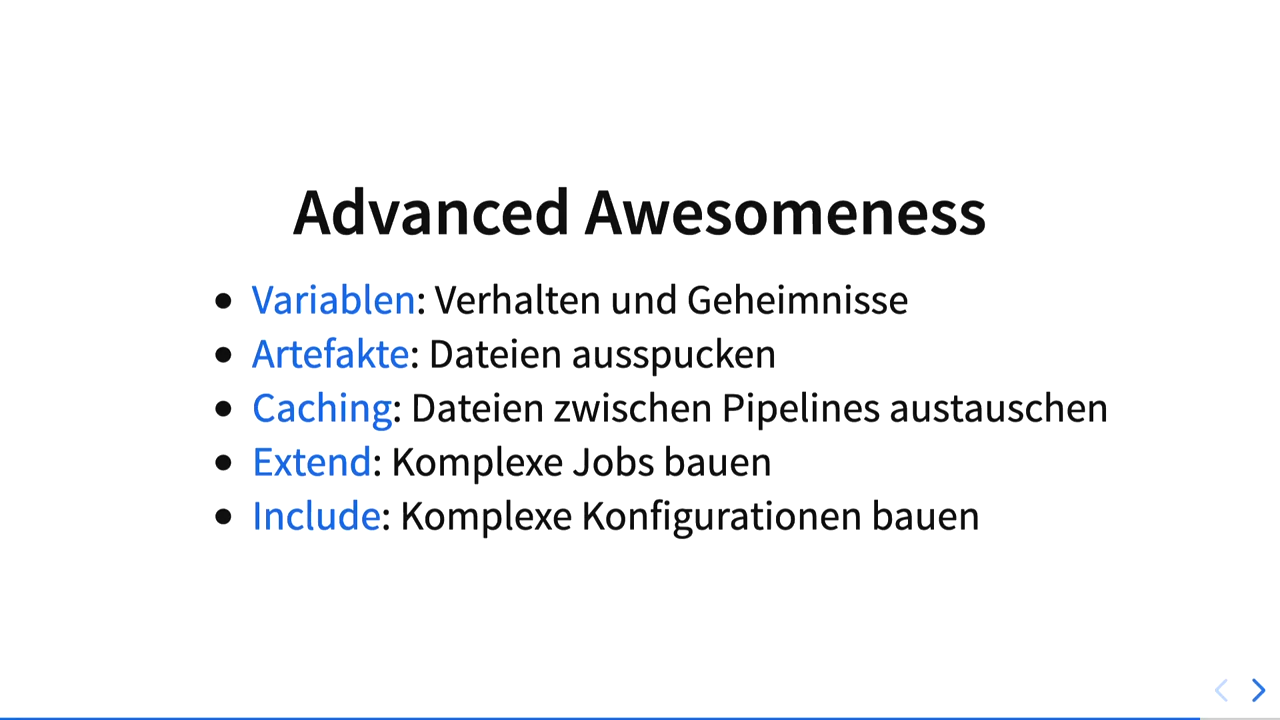 Advanced Awesomeness
Variablen: Verhalten und Geheimnisse
Artefakte: Dateien ausspucken
Caching: Dateien zwischen Pipelines austauschen
Extend: Komplexe Jobs bauen
Include: Komplexe Konfigurationen bauen